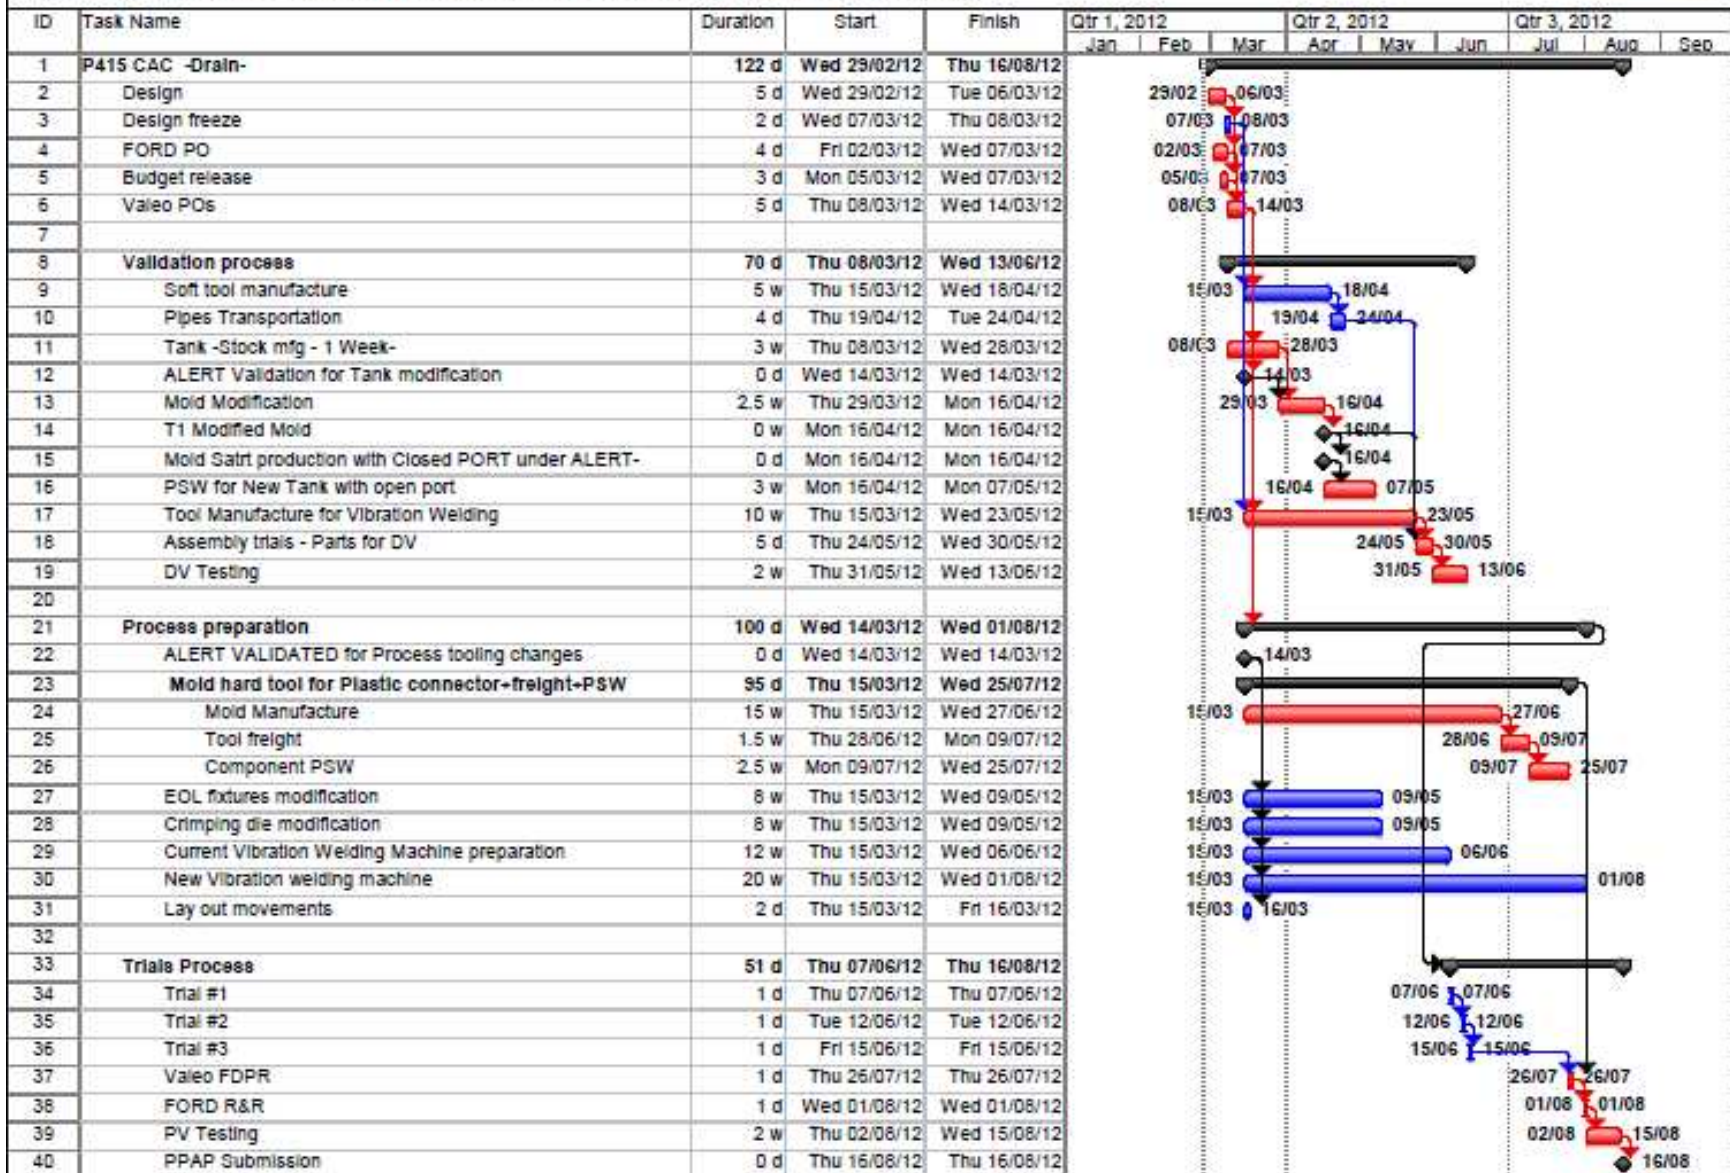 ID Task Name Duration Start Finish Qtr 1, 2012 Qtr 2, 2012 Qtr 3, 2012
Jan Feb Mar Apr May Jun Jul Aug Sep
1 P415 CAC -Drain- 122 d Wed 29/02/12 Thu 16/08/12
2 Design 5 d Wed 29/02/12 Tue 06/03/12 29/02 06/03
3 Design freeze 2 d Wed 07/03/12 Thu 08/03/12 07/03 08/03
4 FORD PO 4 d Fri 02/03/12 Wed 07/03/12 02/03 07/03
5 Budget release 3 d Mon 05/03/12 Wed 07/03/12 05/03 07/03
6 Valeo POs 5 d Thu 08/03/12 Wed 14/03/12 08/03 14/03
7
8 Validation process 70 d Thu 08/03/12 Wed 13/06/12
9 Soft tool manufacture 5 w Thu 15/03/12 Wed 18/04/12 15/03 18/04
10 Pipes Transportation 4 d Thu 19/04/12 Tue 24/04/12 19/04 24/04
11 Tank -Stock mfg - 1 Week- 3 w Thu 08/03/12 Wed 28/03/12 08/03 28/03
12 ALERT Validation for Tank modification 0 d Wed 14/03/12 Wed 14/03/12 14/03
13 Mold Modification 2.5 w Thu 29/03/12 Mon 16/04/12 29/03 16/04
14 T1 Modified Mold 0 w Mon 16/04/12 Mon 16/04/12 16/04
15 Mold Satrt production with Closed PORT under ALERT- 0 d Mon 16/04/12 Mon 16/04/12 16/04
16 PSW for New Tank with open port 3 w Mon 16/04/12 Mon 07/05/12 16/04 07/05
17 Tool Manufacture for Vibration Welding 10 w Thu 15/03/12 Wed 23/05/12 15/03 23/05
18 Assembly trials - Parts for DV 5 d Thu 24/05/12 Wed 30/05/12 24/05 30/05
19 DV Testing 2 w Thu 31/05/12 Wed 13/06/12 31/05 13/06
20
21 Process preparation 100 d Wed 14/03/12 Wed 01/08/12
22 ALERT VALIDATED for Process tooling changes 0 d Wed 14/03/12 Wed 14/03/12 14/03
23 Mold hard tool for Plastic connector+freight+PSW 95 d Thu 15/03/12 Wed 25/07/12
24 Mold Manufacture 15 w Thu 15/03/12 Wed 27/06/12 15/03 27/06
25 Tool freight 1.5 w Thu 28/06/12 Mon 09/07/12 28/06 09/07
26 Component PSW 2.5 w Mon 09/07/12 Wed 25/07/12 09/07 25/07
27 EOL fixtures modification 8 w Thu 15/03/12 Wed 09/05/12 15/03 09/05
28 Crimping die modification 8 w Thu 15/03/12 Wed 09/05/12 15/03 09/05
29 Current Vibration Welding Machine preparation 12 w Thu 15/03/12 Wed 06/06/12 15/03 06/06
30 New Vibration welding machine 20 w Thu 15/03/12 Wed 01/08/12 15/03 01/08
31 Lay out movements 2 d Thu 15/03/12 Fri 16/03/12 15/03 16/03
32
33 Trials Process 51 d Thu 07/06/12 Thu 16/08/12
34 Trial #1 1 d Thu 07/06/12 Thu 07/06/12 07/06 07/06
35 Trial #2 1 d Tue 12/06/12 Tue 12/06/12 12/06 12/06
36 Trial #3 1 d Fri 15/06/12 Fri 15/06/12 15/06 15/06
37 Valeo FDPR 1 d Thu 26/07/12 Thu 26/07/12 26/07 26/07
38 FORD R&R 1 d Wed 01/08/12 Wed 01/08/12 01/08 01/08
39 PV Testing 2 w Thu 02/08/12 Wed 15/08/12 02/08 15/08
40 PPAP Submission 0 d Thu 16/08/12 Thu 16/08/12 16/08